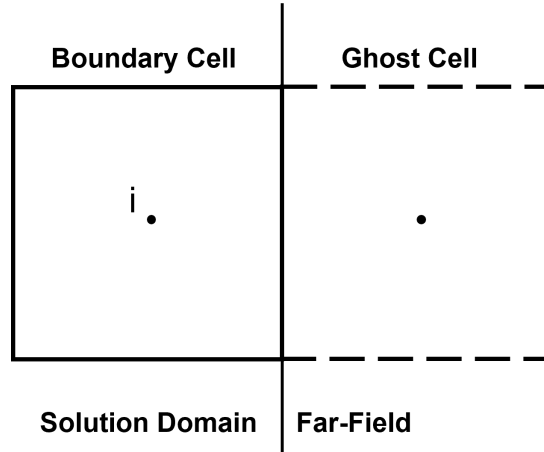 Boundary Cell
Ghost Cell
i
Solution Domain
Far-Field